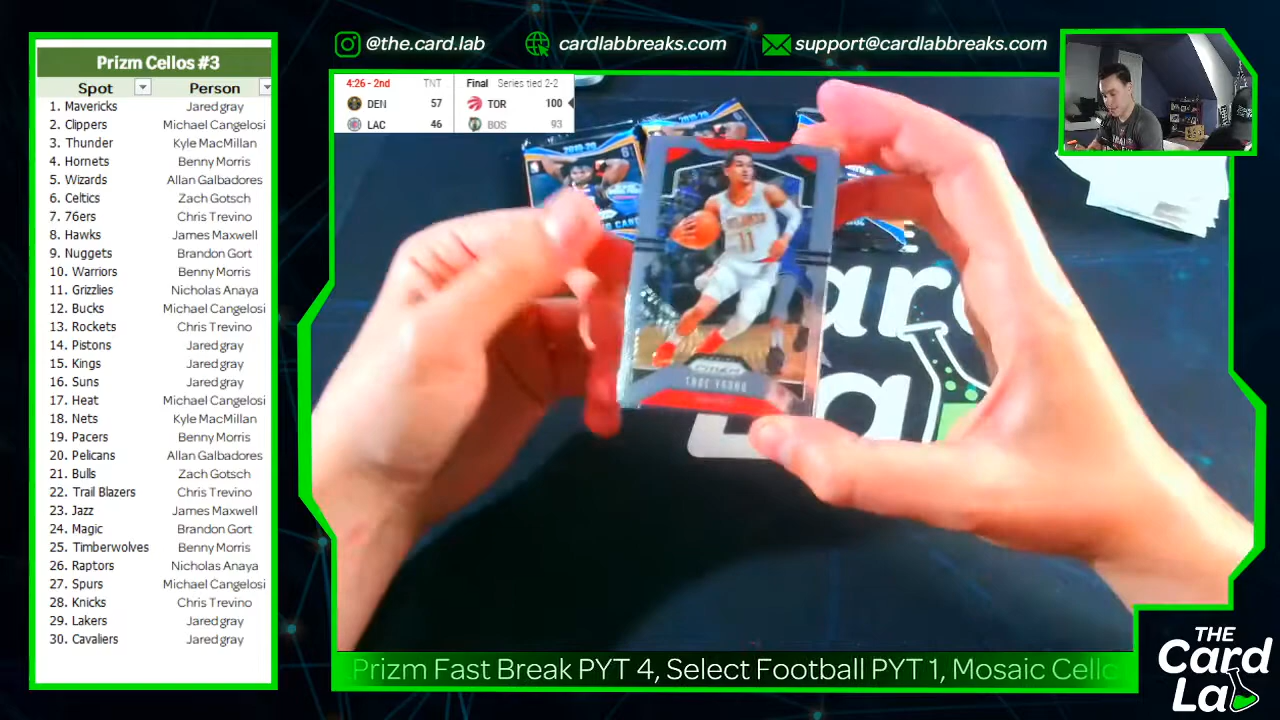 @the.card.lab
cardlabbreaks.com
support@cardlabbreaks.com
Prizm Cellos #3
Spot Person
1. Mavericks Jared gray
2. Clippers Michael Cangelosi
3. Thunder Kyle MacMillan
4. Hornets Benny Morris
5. Wizards Allan Galbadores
6. Celtics Zach Gotsch
7. 76ers Chris Trevino
8. Hawks James Maxwell
9. Nuggets Brandon Gort
10. Warriors Benny Morris
11. Grizzlies Nicholas Anaya
12. Bucks Michael Cangelosi
13. Rockets Chris Trevino
14. Pistons Jared gray
15. Kings Jared gray
16. Suns Jared gray
17. Heat Michael Cangelosi
18. Nets Kyle MacMillan
19. Pacers Benny Morris
20. Pelicans Allan Galbadores
21. Bulls Zach Gotsch
22. Trail Blazers Chris Trevino
23. Jazz James Maxwell
24. Magic Brandon Gort
25. Timberwolves Benny Morris
26. Raptors Nicholas Anaya
27. Spurs Michael Cangelosi
28. Knicks Chris Trevino
29. Lakers Jared gray
30. Cavaliers Jared gray
4:26 - 2nd TNT
DEN 57
LAC 46
Final Series tied 2-2
TOR 100
BOS 93
2019-20
ATLANTA
11
PRIZM
TRAE YOUNG
Prizm Fast Break PYT 4, Select Football PYT 1, Mosaic Cello
THE
Card
Lab